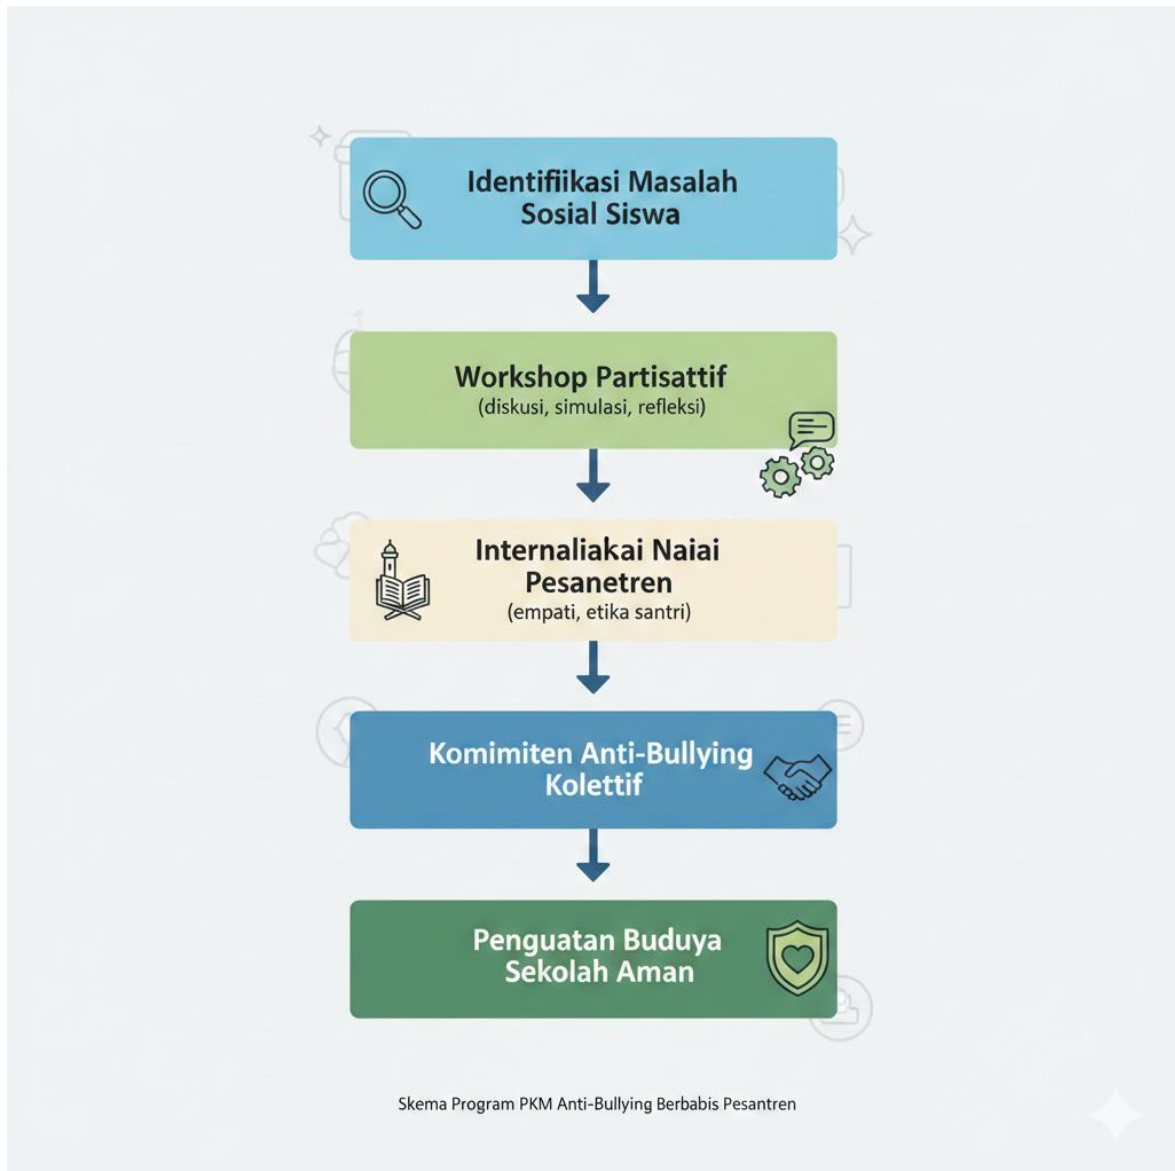 Identifiikasi Masalah
Sosial Siswa
Workshop Partisattif
(diskusi, simulasi, refleksi)
Internaliakai Naiai
Pesanetren
(empati, etika santri)
Komimiten Anti-Bullying
Kolettif
Penguatan Buduya
Sekolah Aman
Skema Program PKM Anti-Bullying Berbabis Pesantren